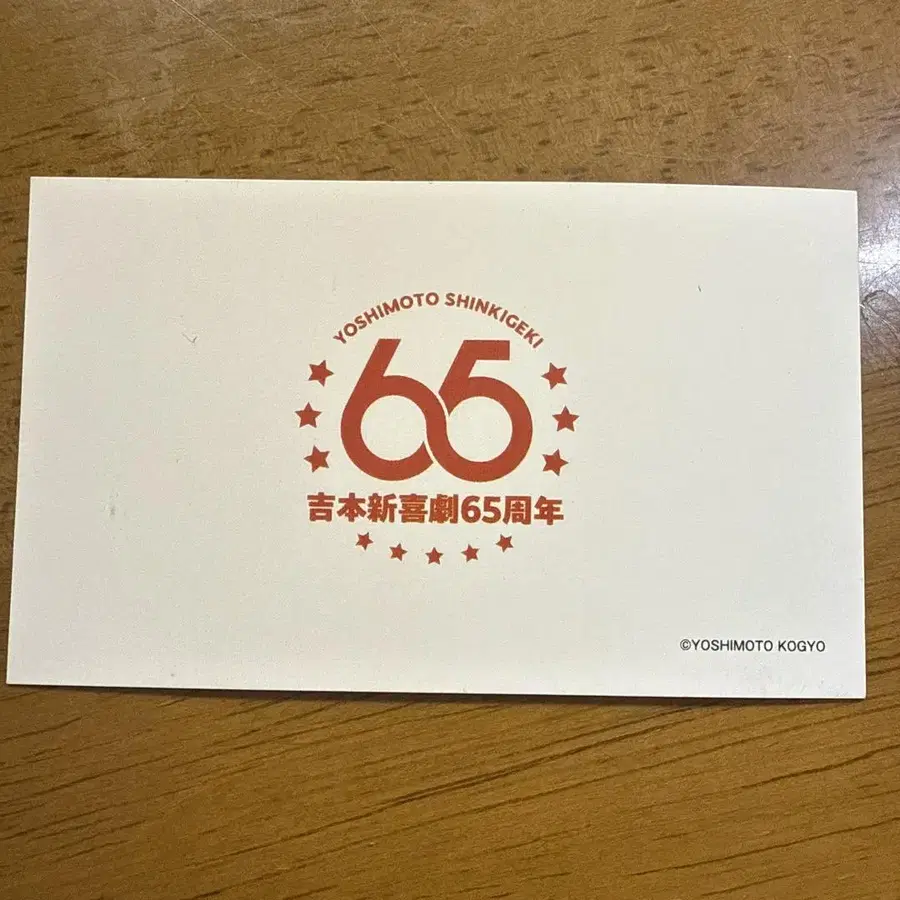 YOSHIMOTO SHINKIGEKI
65
吉本新喜劇65周年
©YOSHIMOTO KOGYO